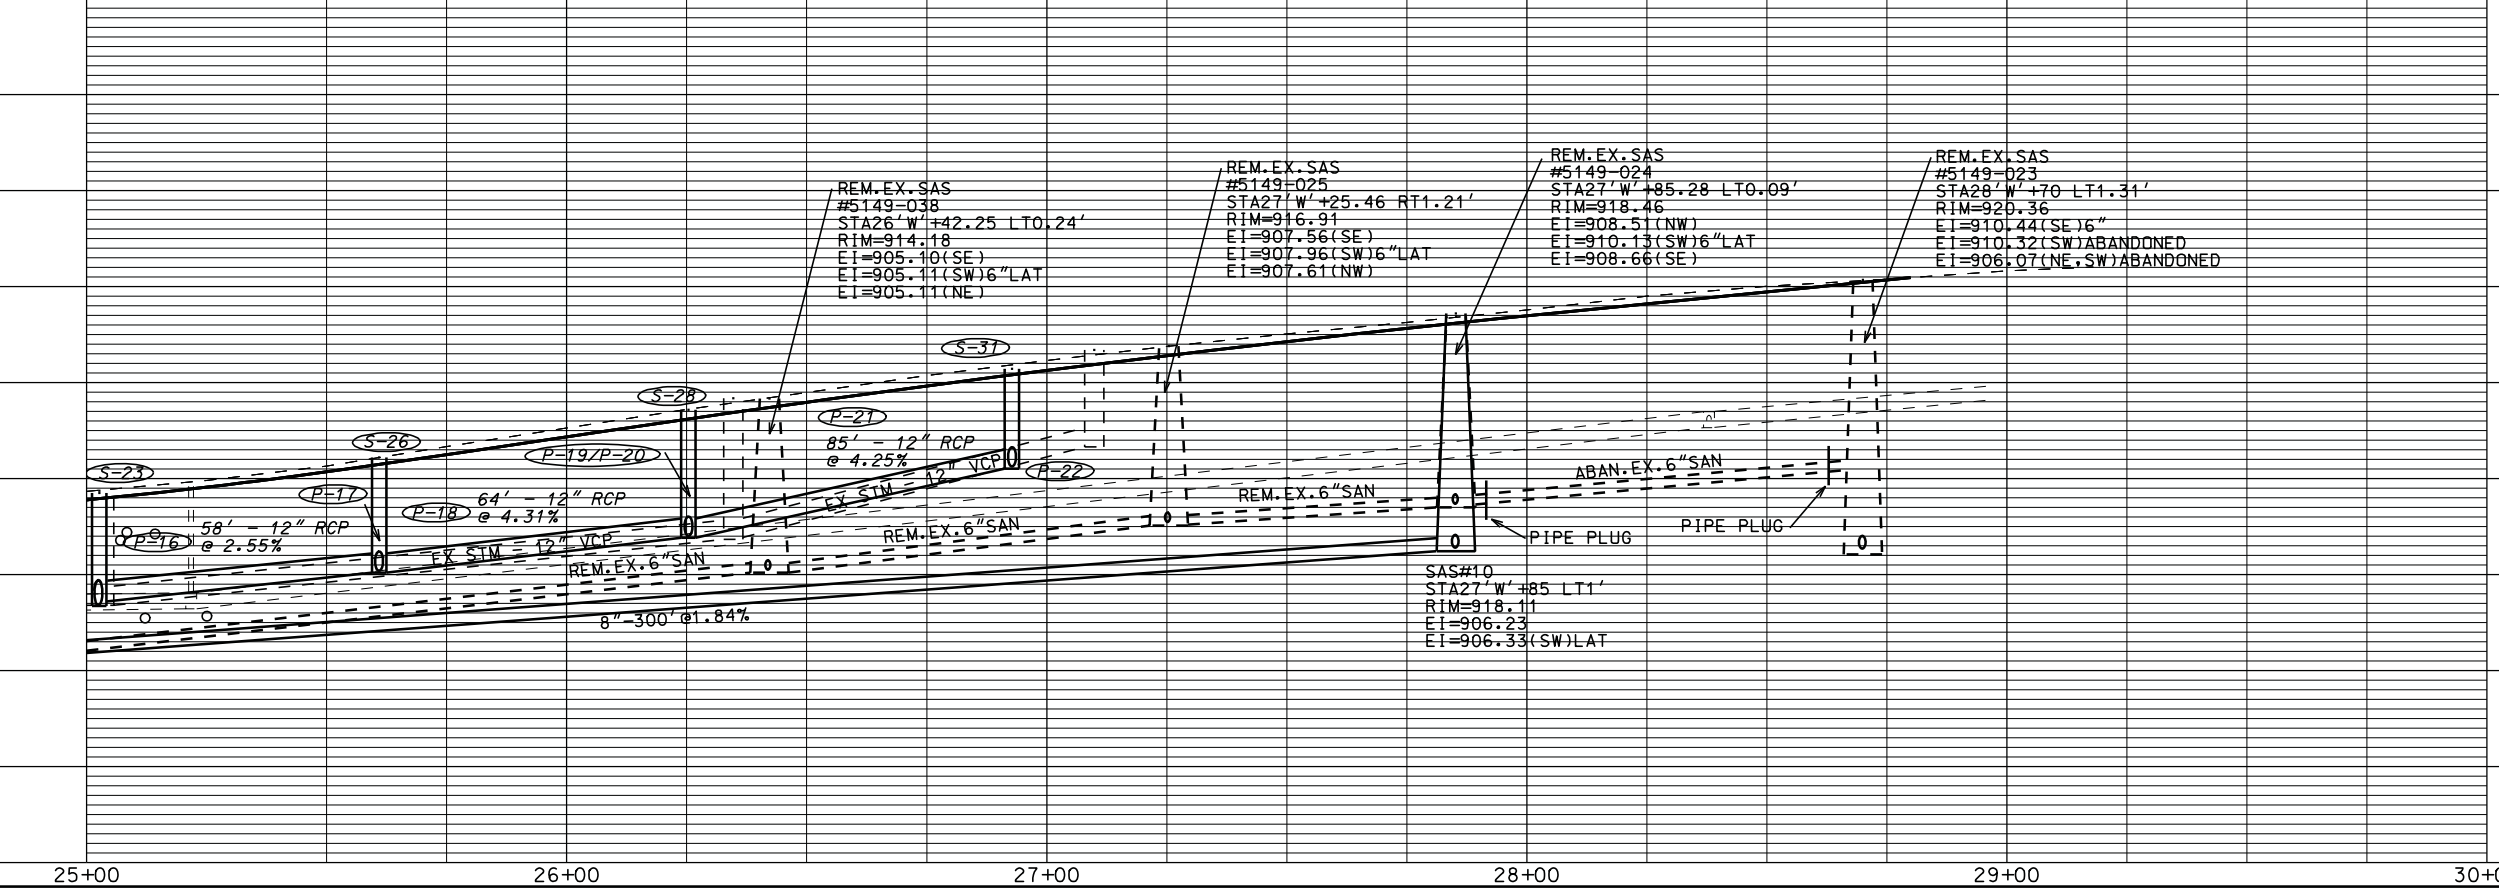 REM.EX.SAS
#5149-038
STA26'W'+42.25 LT0.24'
RIM=914.18
EI=905.10(SE)
EI=905.11(SW)6"LAT
EI=905.11(NE)
REM.EX.SAS
#5149-025
STA27'W'+25.46 RT1.21'
RIM=916.91
EI=907.56(SE)
EI=907.96(SW)6"LAT
EI=907.61(NW)
REM.EX.SAS
#5149-024
STA27'W'+85.28 LT0.09'
RIM=918.46
EI=908.51(NW)
EI=910.13(SW)6"LAT
EI=908.66(SE)
REM.EX.SAS
#5149-023
STA28'W'+70 LT1.31'
RIM=920.36
EI=910.44(SE)6"
EI=910.32(SW)ABANDONED
EI=906.07(NE,SW)ABANDONED
S-31
S-28
P-21
85' - 12" RCP
@ 4.25%
S-26
P-19/P-20
P-22
S-23
P-17
64' - 12" RCP
@ 4.31%
P-18
58' - 12" RCP
@ 2.55%
P-16
EX STM 12" VCP
EX STM 12" VCP
REM.EX.6"SAN
REM.EX.6"SAN
REM.EX.6"SAN
ABAN.EX.6"SAN
PIPE PLUG
PIPE PLUG
8"-300' @1.84%
SAS#10
STA27'W'+85 LT1'
RIM=918.11
EI=906.23
EI=906.33(SW)LAT
25+00
26+00
27+00
28+00
29+00
30+0